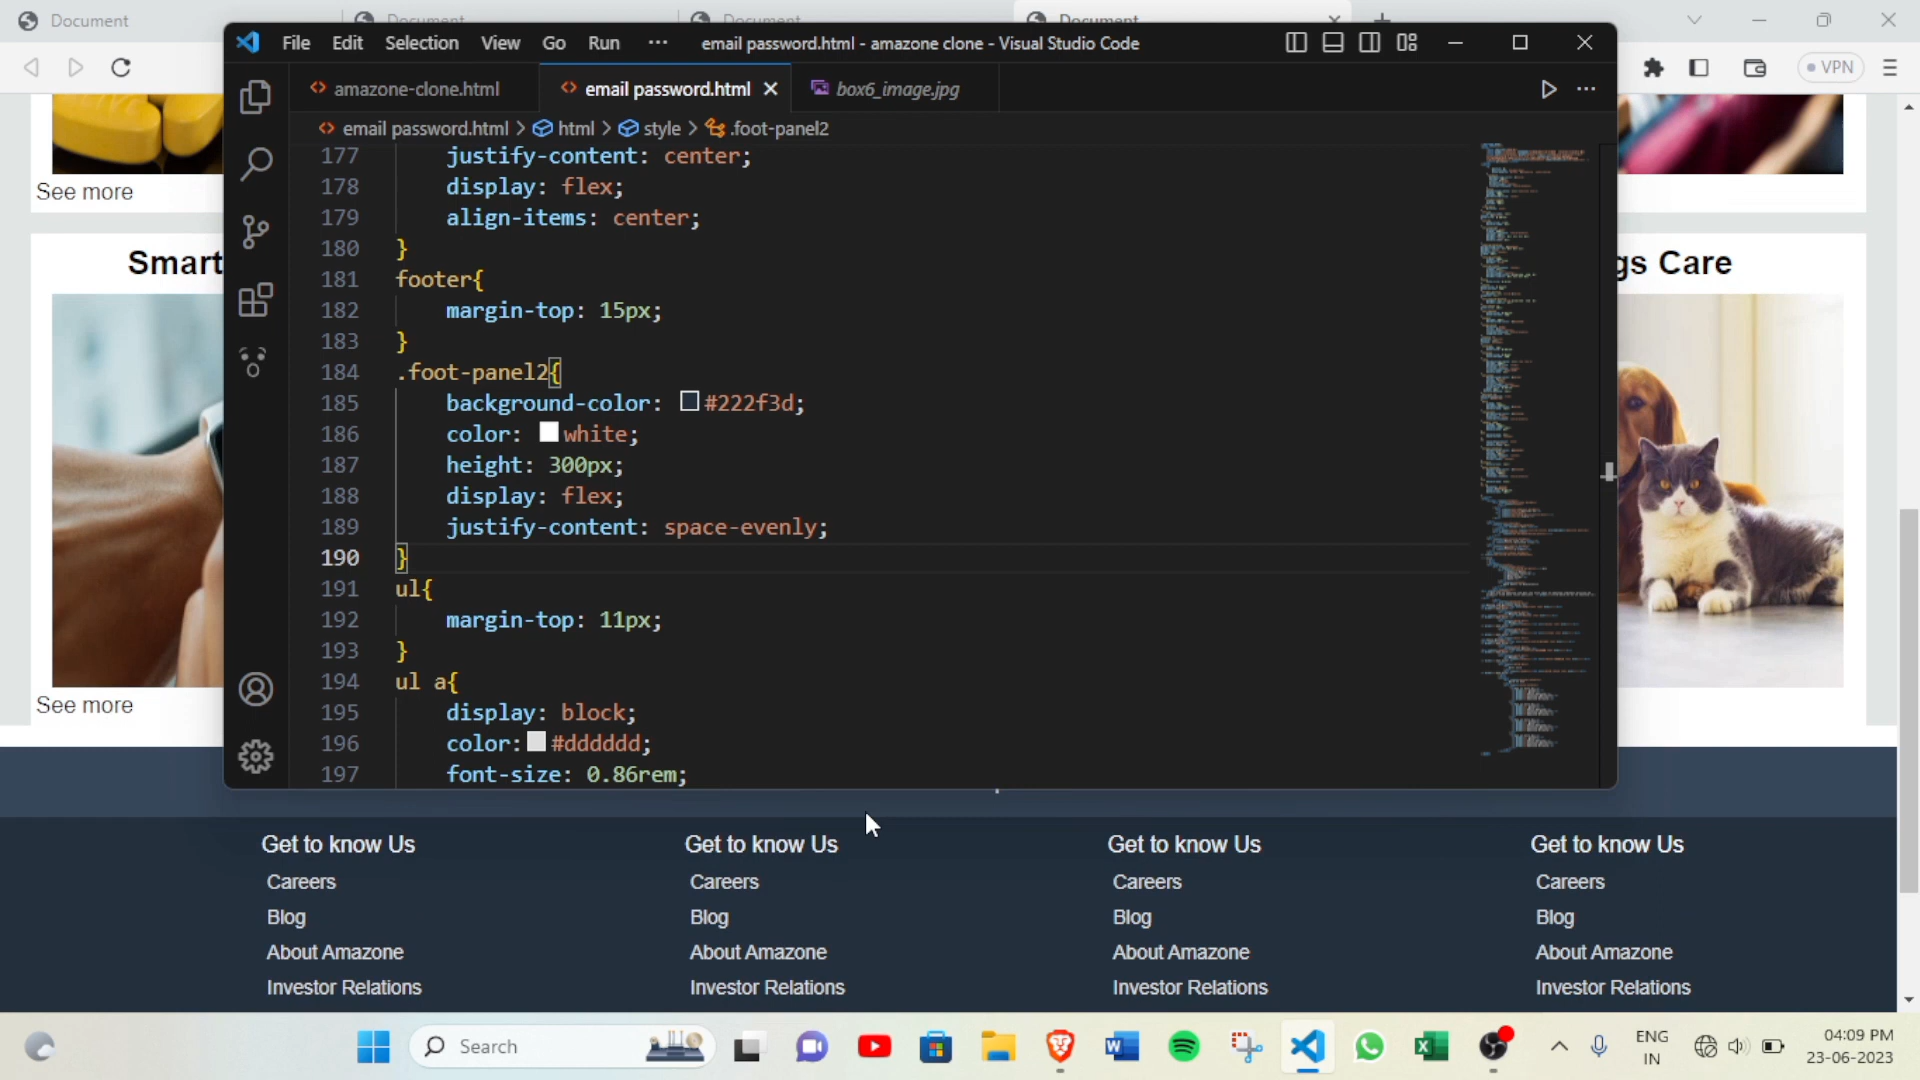 Document
Document
Document
Document
VPN
File Edit Selection View Go Run ··· email password.html - amazone clone - Visual Studio Code
amazone-clone.html
email password.html
box6_image.jpg
email password.html > html > style > .foot-panel2
177 justify-content: center;
178 display: flex;
179 align-items: center;
180 }
181 footer{
182 margin-top: 15px;
183 }
184 .foot-panel2{
185 background-color: #222f3d;
186 color: white;
187 height: 300px;
188 display: flex;
189 justify-content: space-evenly;
190 }
191 ul{
192 margin-top: 11px;
193 }
194 ul a{
195 display: block;
196 color: #dddddd;
197 font-size: 0.86rem;
See more
Smart
gs Care
See more
Get to know Us Get to know Us Get to know Us Get to know Us
Careers Careers Careers Careers
Blog Blog Blog Blog
About Amazone About Amazone About Amazone About Amazone
Investor Relations Investor Relations Investor Relations Investor Relations
Search
ENG
IN
04:09 PM
23-06-2023